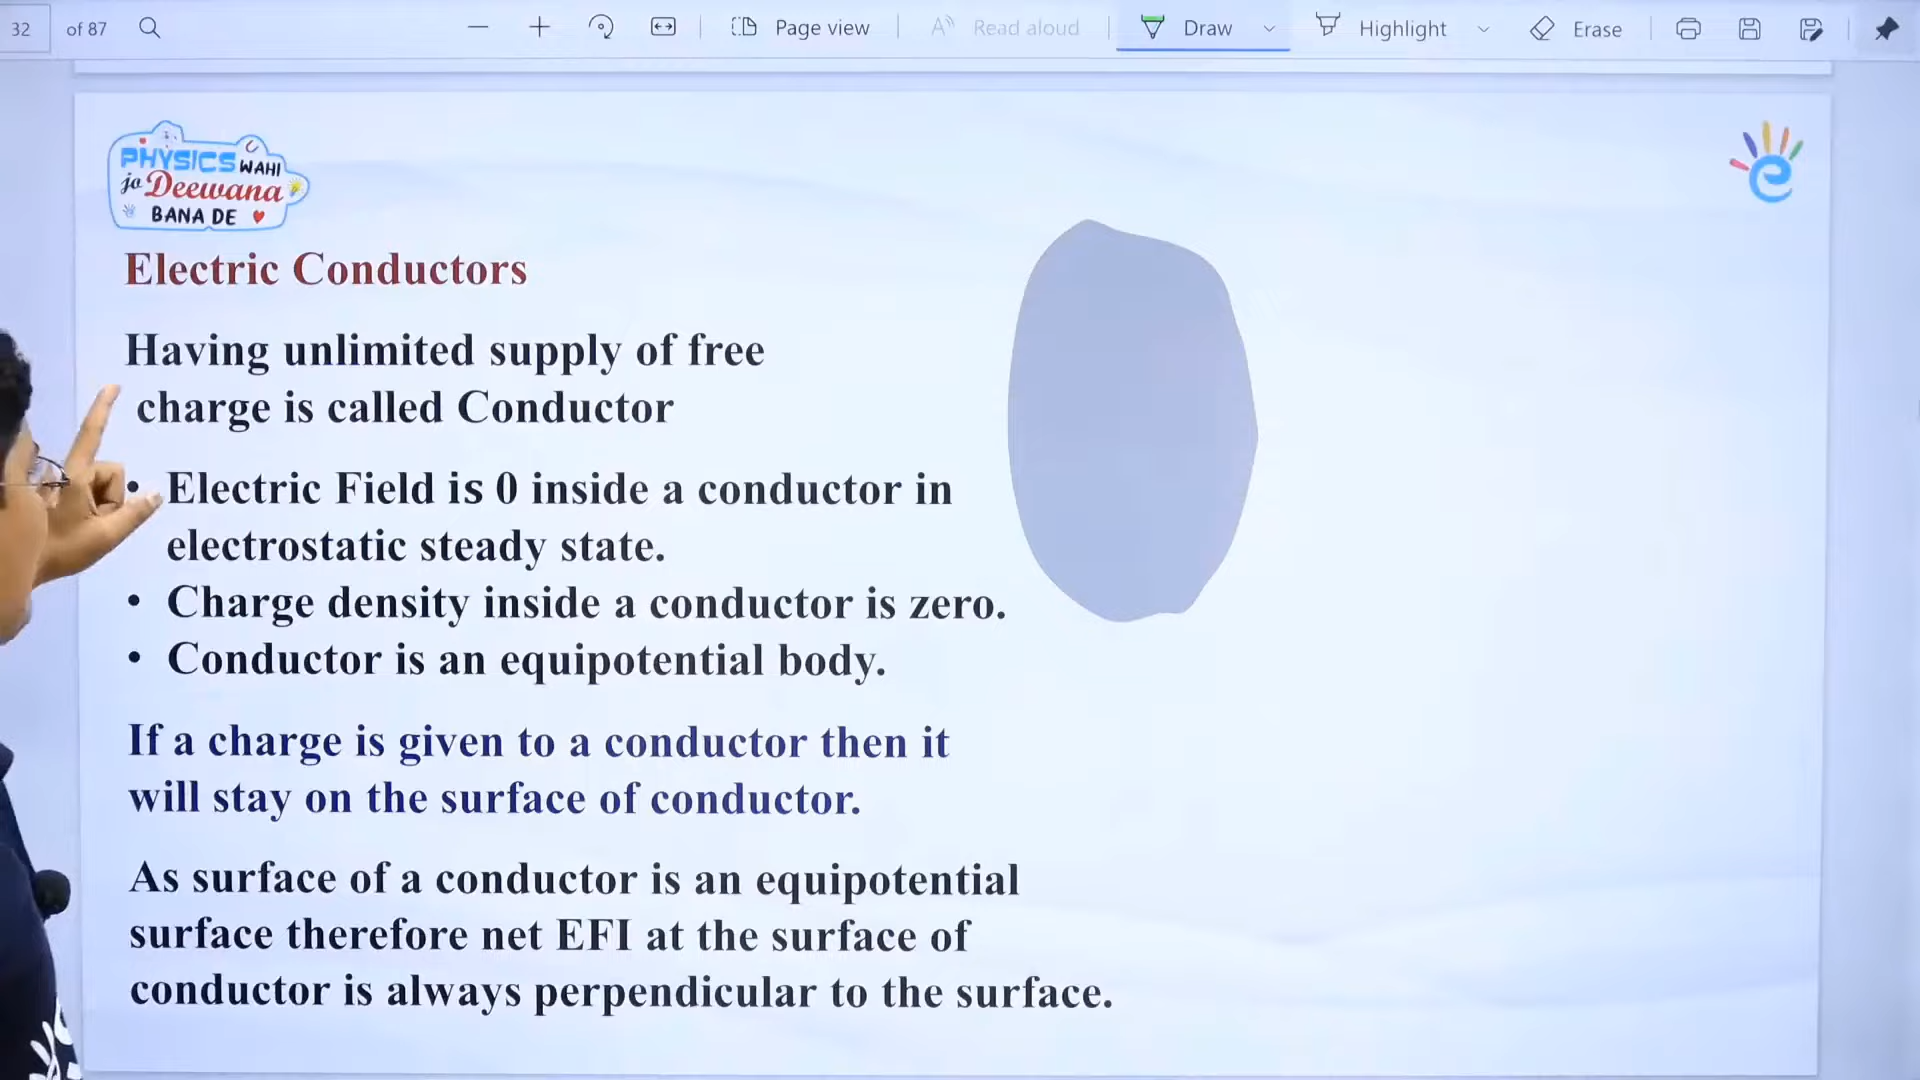 32 of 87 Page view Read aloud Draw Highlight Erase
PHYSICS WAHI
jo Deewana
BANA DE
e
Electric Conductors
Having unlimited supply of free
charge is called Conductor
• Electric Field is 0 inside a conductor in
electrostatic steady state.
• Charge density inside a conductor is zero.
• Conductor is an equipotential body.
If a charge is given to a conductor then it
will stay on the surface of conductor.
As surface of a conductor is an equipotential
surface therefore net EFI at the surface of
conductor is always perpendicular to the surface.